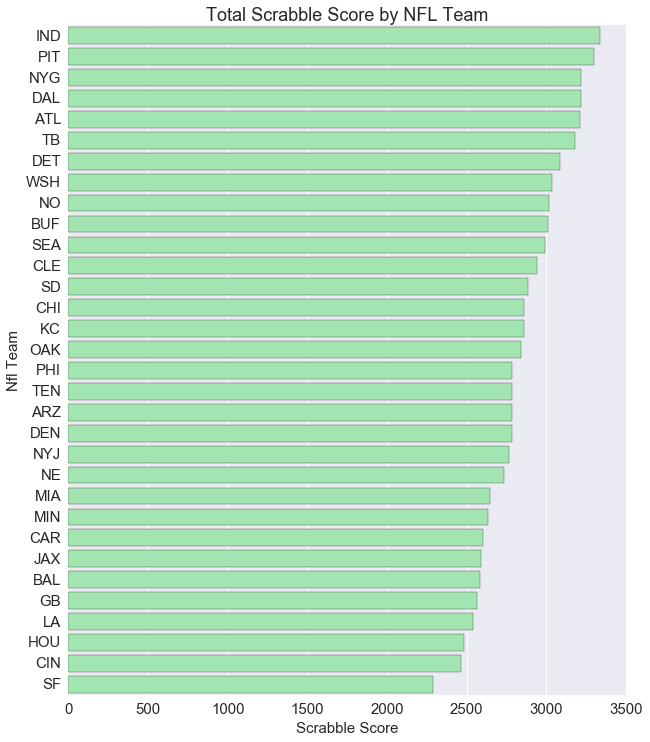 Total Scrabble Score by NFL Team
IND
PIT
NYG
DAL
ATL
TB
DET
WSH
NO
BUF
SEA
CLE
SD
CHI
KC
OAK
PHI
TEN
ARZ
DEN
NYJ
NE
MIA
MIN
CAR
JAX
BAL
GB
LA
HOU
CIN
SF
Nfl Team
0 500 1000 1500 2000 2500 3000 3500
Scrabble Score